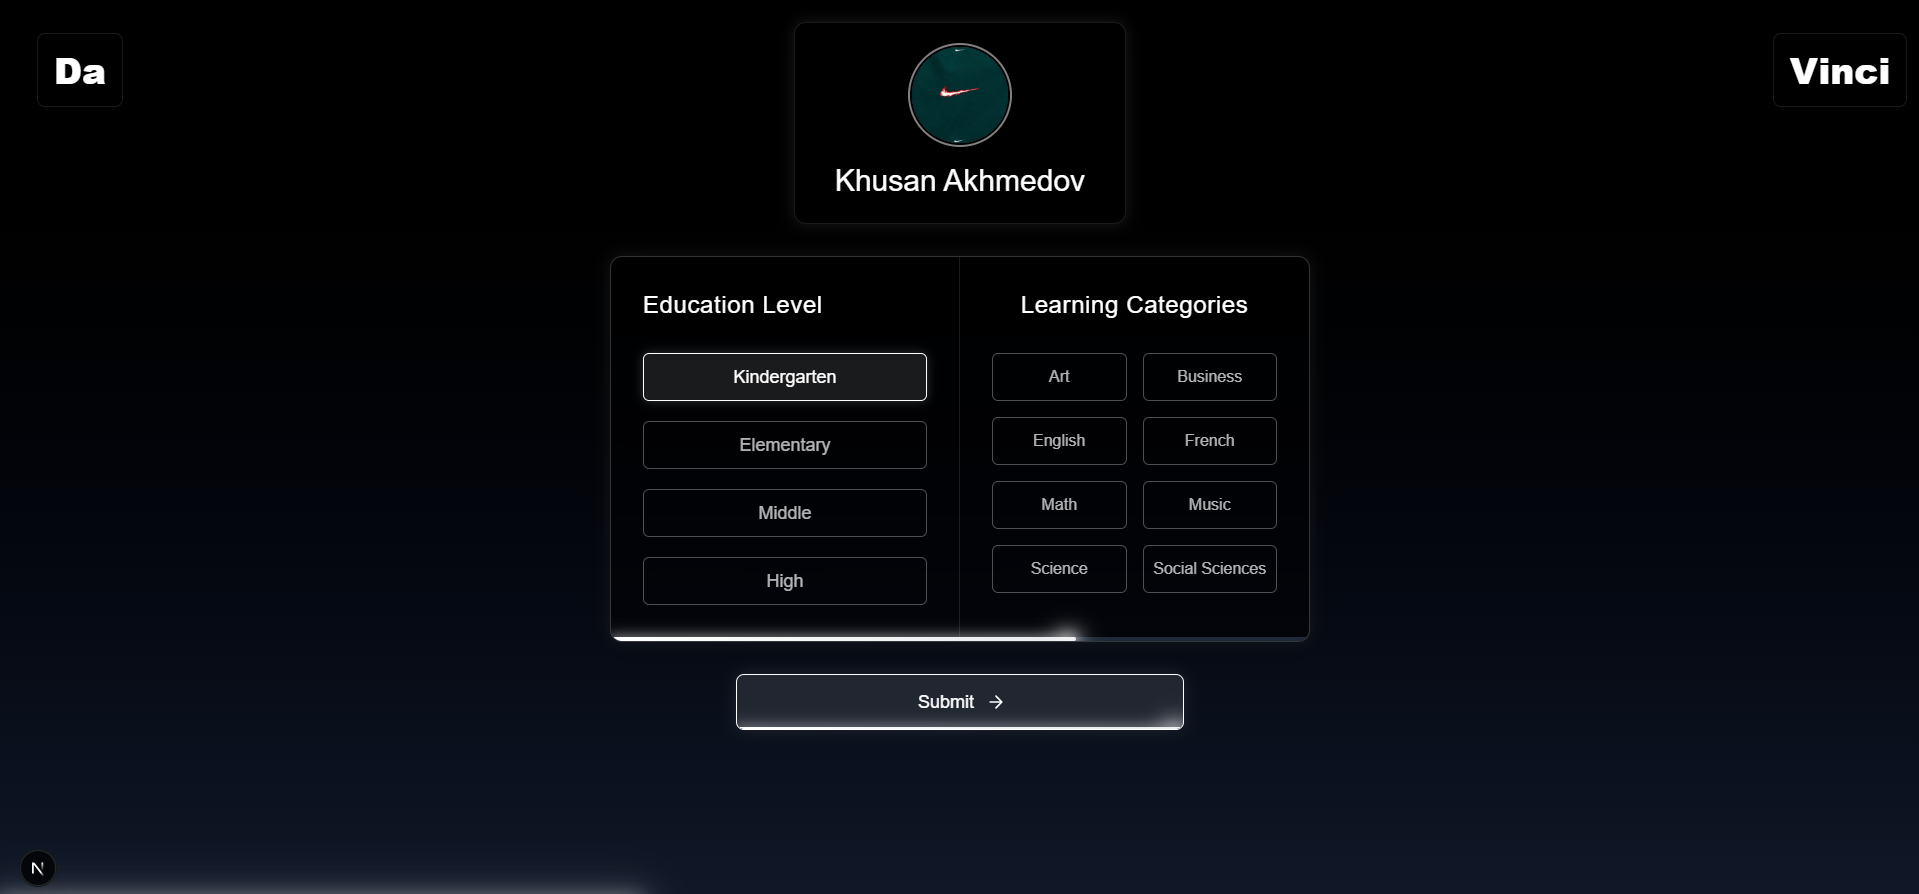 Da
Vinci
Khusan Akhmedov
Education Level
Kindergarten
Elementary
Middle
High
Learning Categories
Art
Business
English
French
Math
Music
Science
Social Sciences
Submit →
N